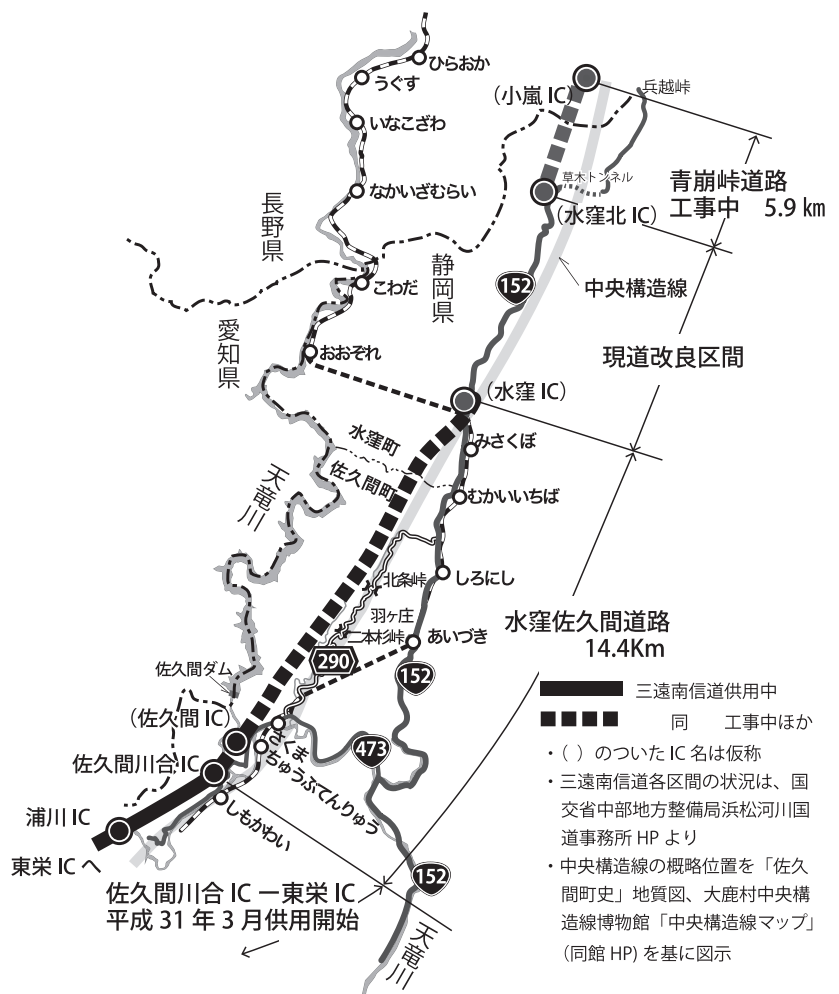 ひらおか
うぐす
いなこざわ
なかいざむらい
こわだ
おおぞれ
長野県
愛知県
静岡県
(小嵐 IC)
兵越峠
草木トンネル
(水窪北 IC)
青崩峠道路
工事中 5.9 km
152
中央構造線
現道改良区間
(水窪 IC)
みさくぼ
水窪町
佐久間町
むかいいちば
天竜川
しろにし
北条峠
羽ヶ庄
二本杉峠
あいづき
290
152
水窪佐久間道路
14.4Km
佐久間ダム
(佐久間 IC)
さくま
ちゅうぶてんりゅう
473
佐久間川合 IC
しもかわい
浦川 IC
東栄 IC へ
152
佐久間川合 IC ー東栄 IC
平成 31 年 3 月供用開始
天竜川
三遠南信道供用中
同 工事中ほか
・( ) のついた IC 名は仮称
・三遠南信道各区間の状況は、国
交省中部地方整備局浜松河川国
道事務所 HP より
・中央構造線の概略位置を「佐久
間町史」地質図、大鹿村中央構
造線博物館「中央構造線マップ」
(同館 HP) を基に図示